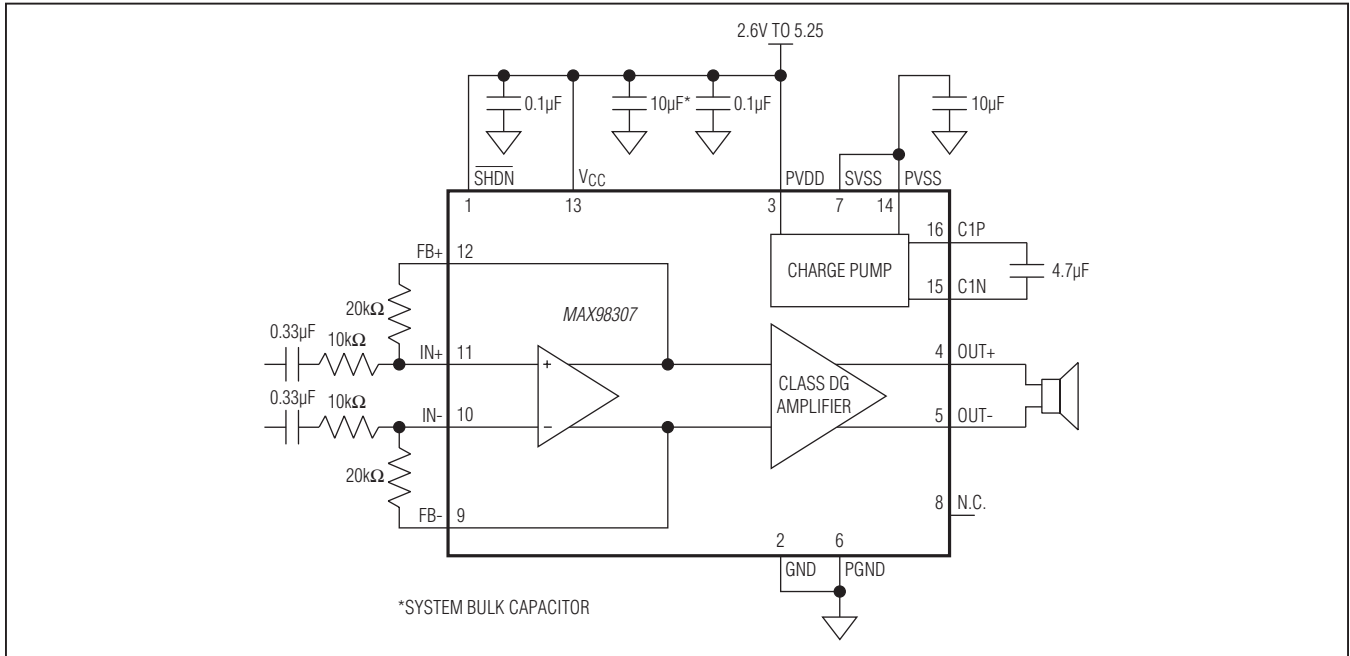 2.6V TO 5.25
0.1µF
10µF*
0.1µF
10µF
SHDN
VCC
PVDD
SVSS
PVSS
1
13
3
7
14
16
C1P
FB+
12
CHARGE PUMP
4.7µF
15
C1N
20kΩ
MAX98307
0.33µF
10kΩ
IN+
11
+
4
OUT+
CLASS DG
AMPLIFIER
0.33µF
10kΩ
IN-
10
–
5
OUT-
20kΩ
8
N.C.
FB-
9
2
6
GND
PGND
*SYSTEM BULK CAPACITOR